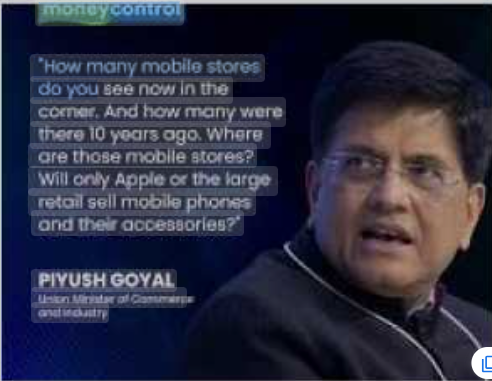 moneycontrol
"How many mobile stores
do you see now in the
corner. And how many were
there 10 years ago. Where
are those mobile stores?
Will only Apple or the large
retail sell mobile phones
and their accessories?"
PIYUSH GOYAL
Union Minister of Commerce
and Industry